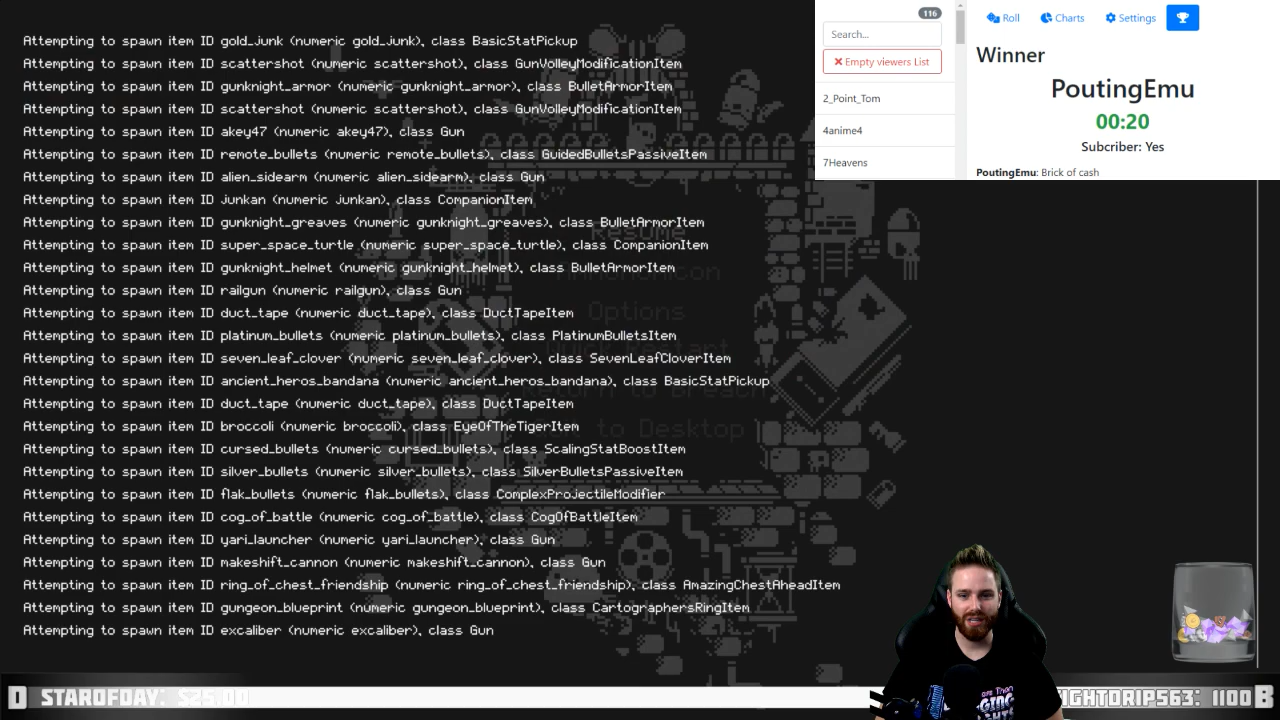 Attempting to spawn item ID gold_junk (numeric gold_junk), class BasicStatPickup
Attempting to spawn item ID scattershot (numeric scattershot), class GunVolleyModificationItem
Attempting to spawn item ID gunknight_armor (numeric gunknight_armor), class BulletArmorItem
Attempting to spawn item ID scattershot (numeric scattershot), class GunVolleyModificationItem
Attempting to spawn item ID akey47 (numeric akey47), class Gun
Attempting to spawn item ID remote_bullets (numeric remote_bullets), class GuidedBulletsPassiveItem
Attempting to spawn item ID alien_sidearm (numeric alien_sidearm), class Gun
Attempting to spawn item ID Junkan (numeric Junkan), class CompanionItem
Attempting to spawn item ID gunknight_greaves (numeric gunknight_greaves), class BulletArmorItem
Attempting to spawn item ID super_space_turtle (numeric super_space_turtle), class CompanionItem
Attempting to spawn item ID gunknight_helmet (numeric gunknight_helmet), class BulletArmorItem
Attempting to spawn item ID railgun (numeric railgun), class Gun
Attempting to spawn item ID duct_tape (numeric duct_tape), class DuctTapeItem
Attempting to spawn item ID platinum_bullets (numeric platinum_bullets), class PlatinumBulletsItem
Attempting to spawn item ID seven_leaf_clover (numeric seven_leaf_clover), class SevenLeafCloverItem
Attempting to spawn item ID ancient_heros_bandana (numeric ancient_heros_bandana), class BasicStatPickup
Attempting to spawn item ID duct_tape (numeric duct_tape), class DuctTapeItem
Attempting to spawn item ID broccoli (numeric broccoli), class EyeOfTheTigerItem
Attempting to spawn item ID cursed_bullets (numeric cursed_bullets), class ScalingStatBoostItem
Attempting to spawn item ID silver_bullets (numeric silver_bullets), class SilverBulletsPassiveItem
Attempting to spawn item ID flak_bullets (numeric flak_bullets), class ComplexProjectileModifier
Attempting to spawn item ID cog_of_battle (numeric cog_of_battle), class CogOfBattleItem
Attempting to spawn item ID yari_launcher (numeric yari_launcher), class Gun
Attempting to spawn item ID makeshift_cannon (numeric makeshift_cannon), class Gun
Attempting to spawn item ID ring_of_chest_friendship (numeric ring_of_chest_friendship), class AmazingChestAheadItem
Attempting to spawn item ID gungeon_blueprint (numeric gungeon_blueprint), class CartographersRingItem
Attempting to spawn item ID excaliber (numeric excaliber), class Gun
Resume
Options
Quick Restart
Return to Breach
to Desktop
116
Search...
Empty viewers List
2_Point_Tom
4anime4
7Heavens
Roll Charts Settings
Winner
PoutingEmu
00:20
Subcriber: Yes
PoutingEmu: Brick of cash
D STAROFDAY: $25.00
IGHTDRIP563: 1100 B